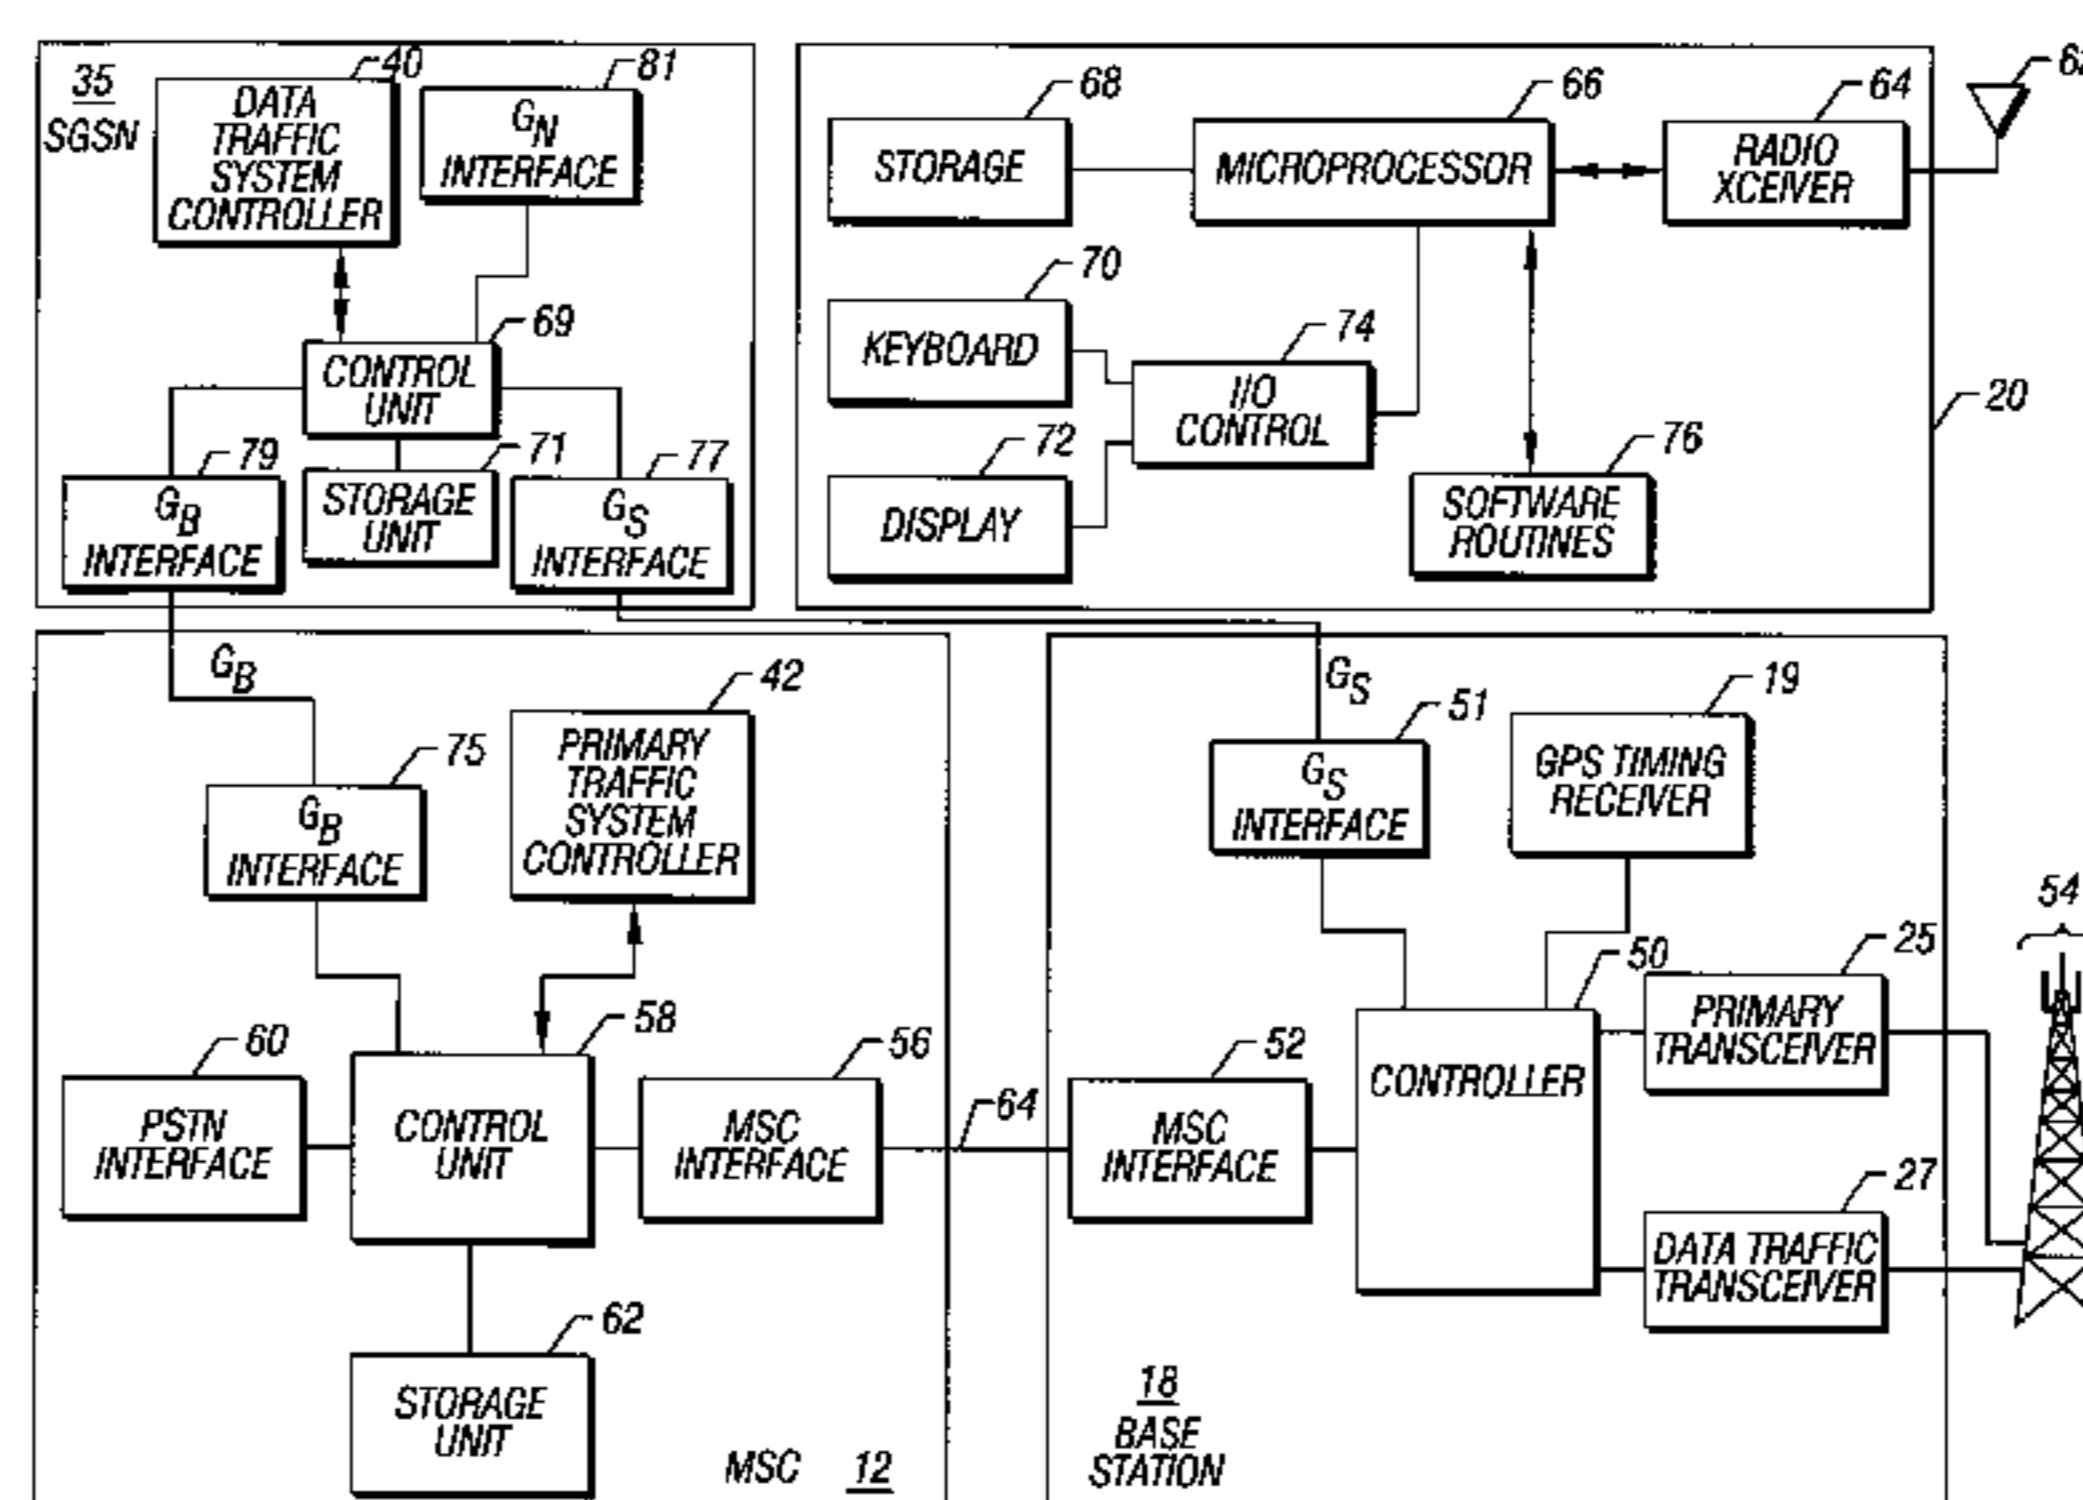 35
SGSN
40
DATA
TRAFFIC
SYSTEM
CONTROLLER
81
GN
INTERFACE
69
CONTROL
UNIT
79
GB
INTERFACE
71
STORAGE
UNIT
77
GS
INTERFACE
68
STORAGE
66
MICROPROCESSOR
64
RADIO
XCEIVER
70
KEYBOARD
74
I/O
CONTROL
72
DISPLAY
76
SOFTWARE
ROUTINES
20
GB
75
GB
INTERFACE
42
PRIMARY
TRAFFIC
SYSTEM
CONTROLLER
60
PSTN
INTERFACE
58
CONTROL
UNIT
56
MSC
INTERFACE
62
STORAGE
UNIT
MSC 12
64
GS
51
GS
INTERFACE
19
GPS TIMING
RECEIVER
52
MSC
INTERFACE
50
CONTROLLER
25
PRIMARY
TRANSCEIVER
27
DATA TRAFFIC
TRANSCEIVER
54
18
BASE
STATION